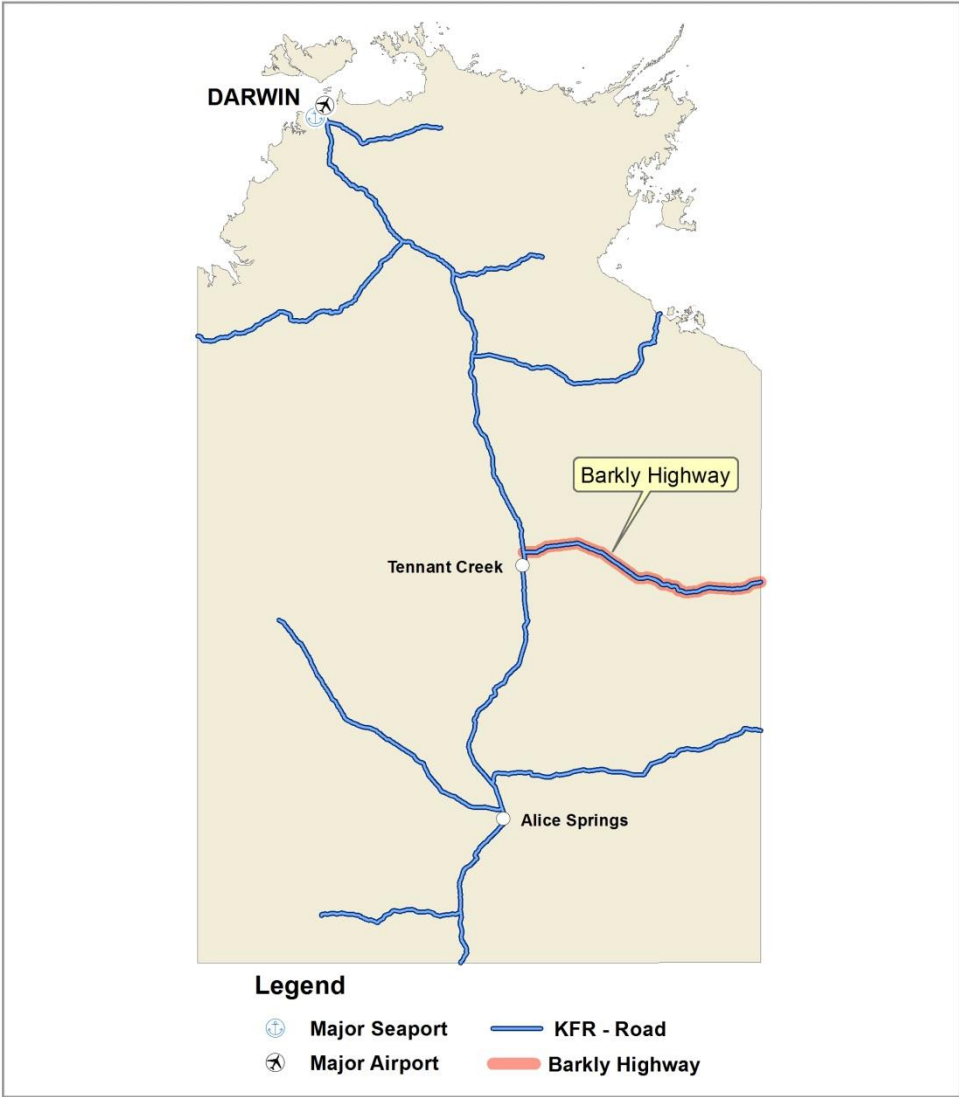 DARWIN
Barkly Highway
Tennant Creek
Alice Springs
Legend
Major Seaport
KFR - Road
Major Airport
Barkly Highway